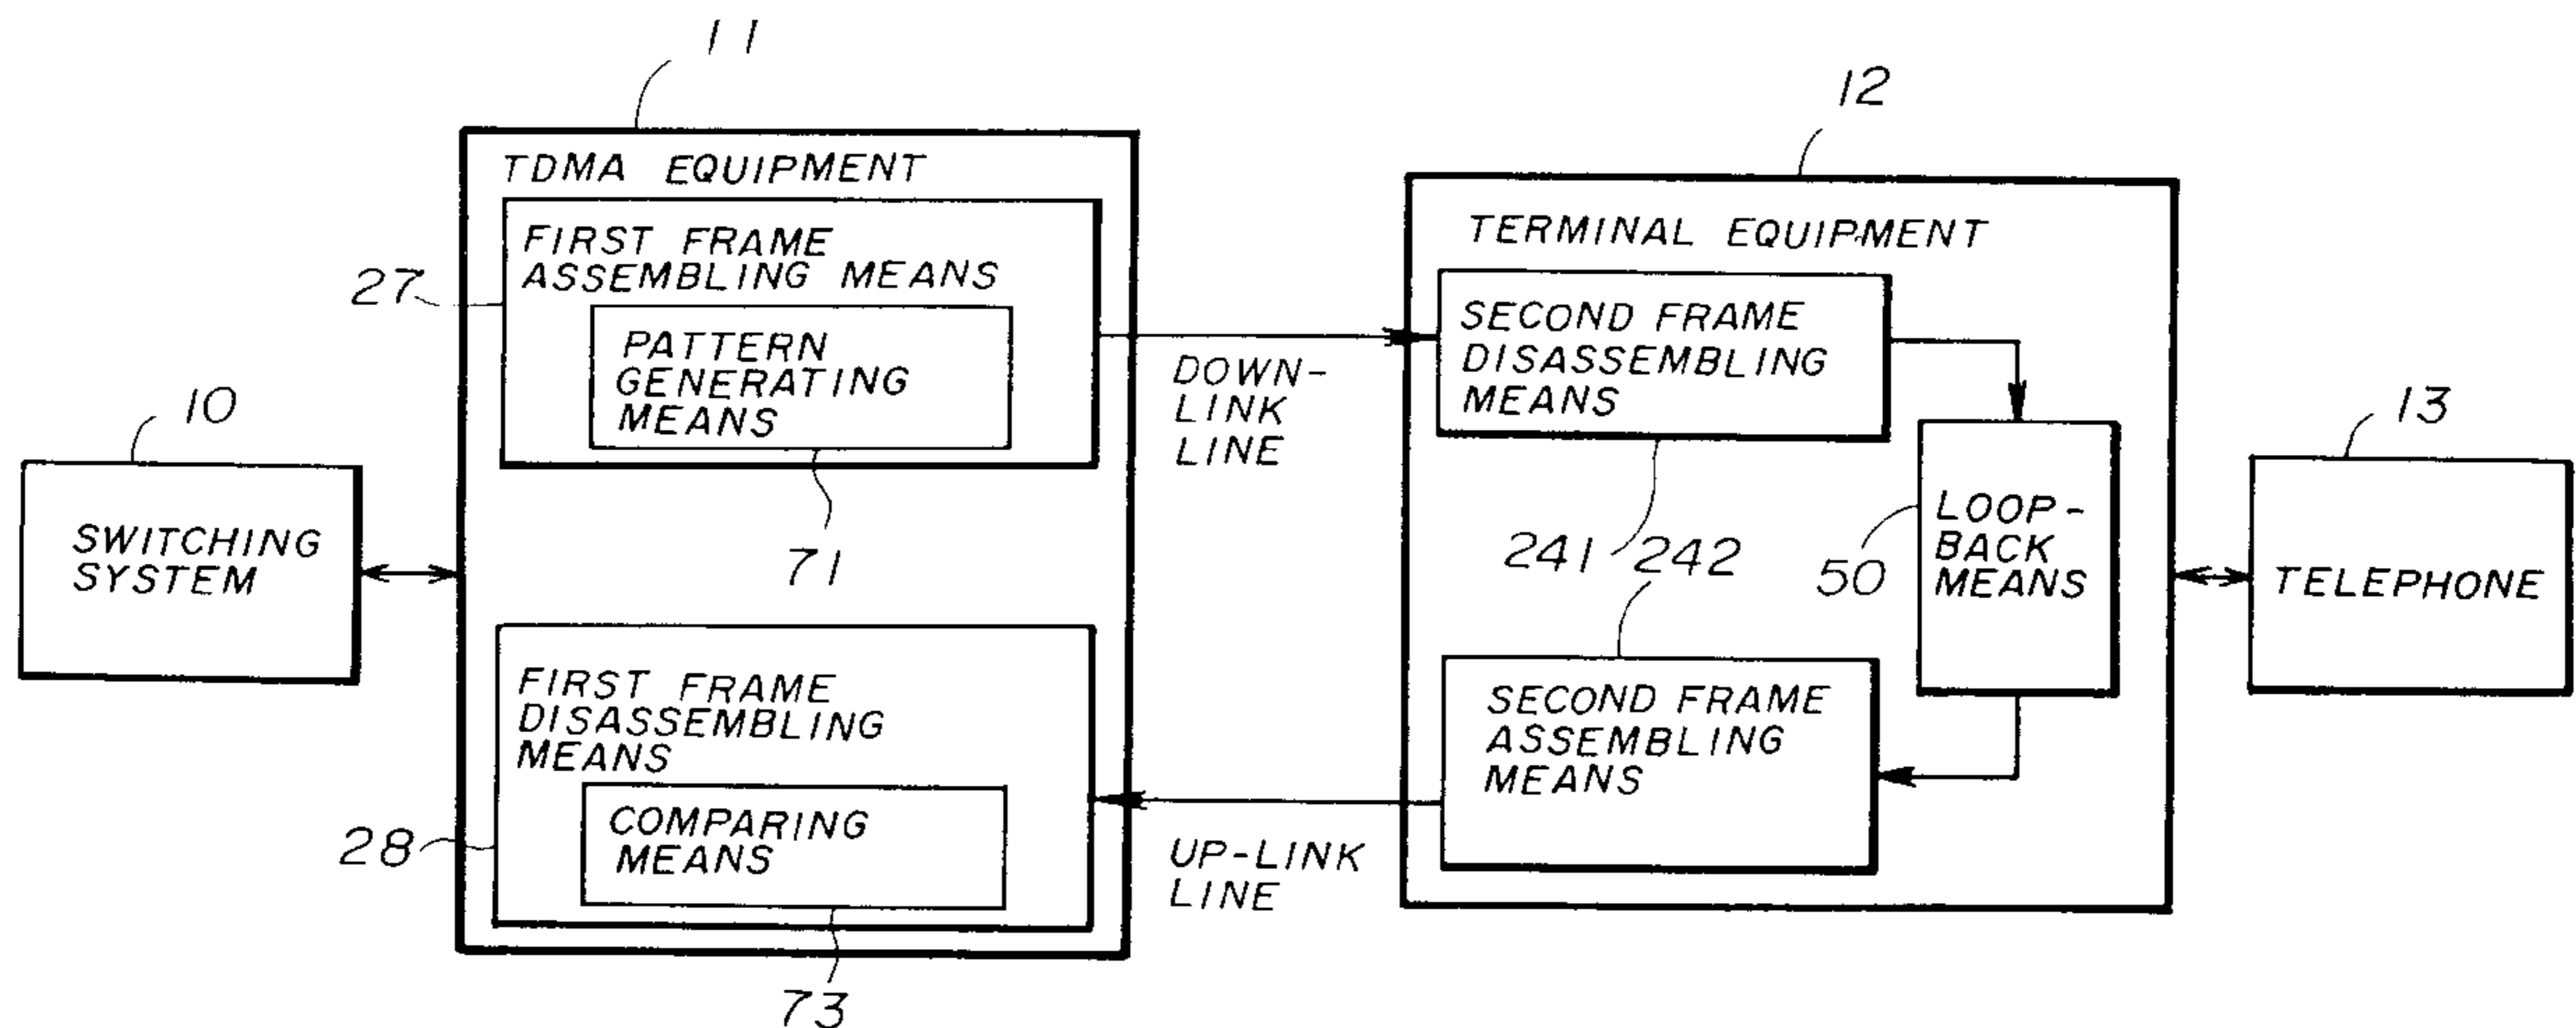 11
12
TDMA EQUIPMENT
FIRST FRAME
ASSEMBLING MEANS
27
PATTERN
GENERATING
MEANS
71
DOWN-
LINK
LINE
TERMINAL EQUIPMENT
SECOND FRAME
DISASSEMBLING
MEANS
241
242
10
SWITCHING
SYSTEM
50
LOOP-
BACK
MEANS
13
TELEPHONE
FIRST FRAME
DISASSEMBLING
MEANS
28
COMPARING
MEANS
73
UP-LINK
LINE
SECOND FRAME
ASSEMBLING
MEANS